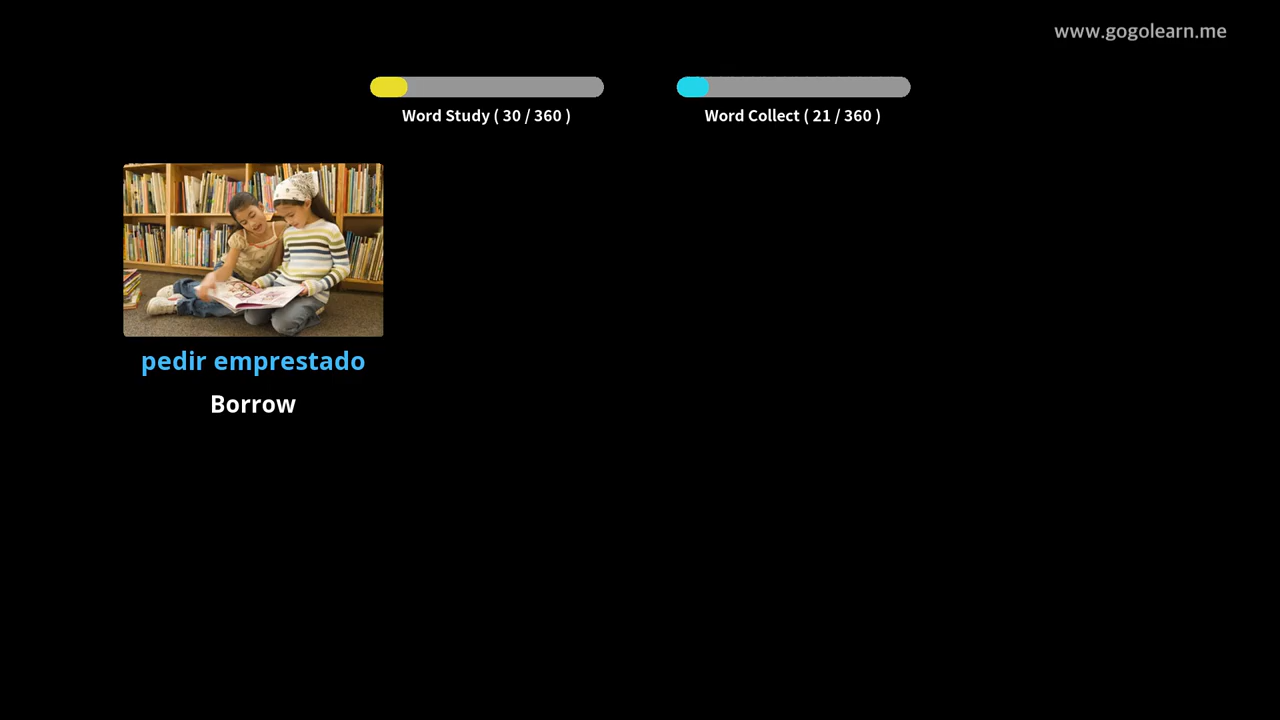 www.gogolearn.me
Word Study ( 30 / 360 )
Word Collect ( 21 / 360 )
pedir emprestado
Borrow